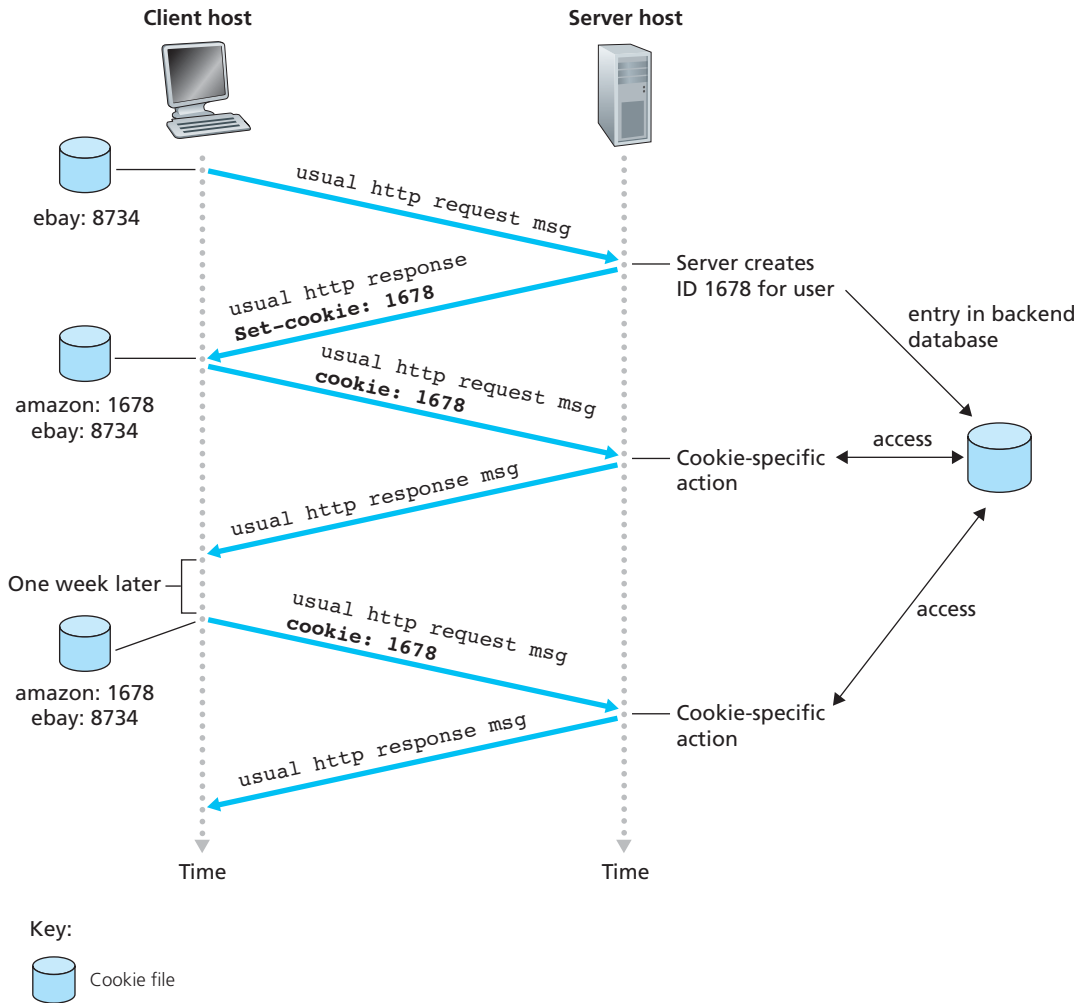 Client host
Server host
ebay: 8734
usual http request msg
Server creates
ID 1678 for user
usual http response
Set-cookie: 1678
entry in backend
database
amazon: 1678
ebay: 8734
usual http request msg
cookie: 1678
Cookie-specific
action
access
usual http response msg
One week later
usual http request msg
cookie: 1678
access
amazon: 1678
ebay: 8734
Cookie-specific
action
usual http response msg
Time
Time
Key:
Cookie file